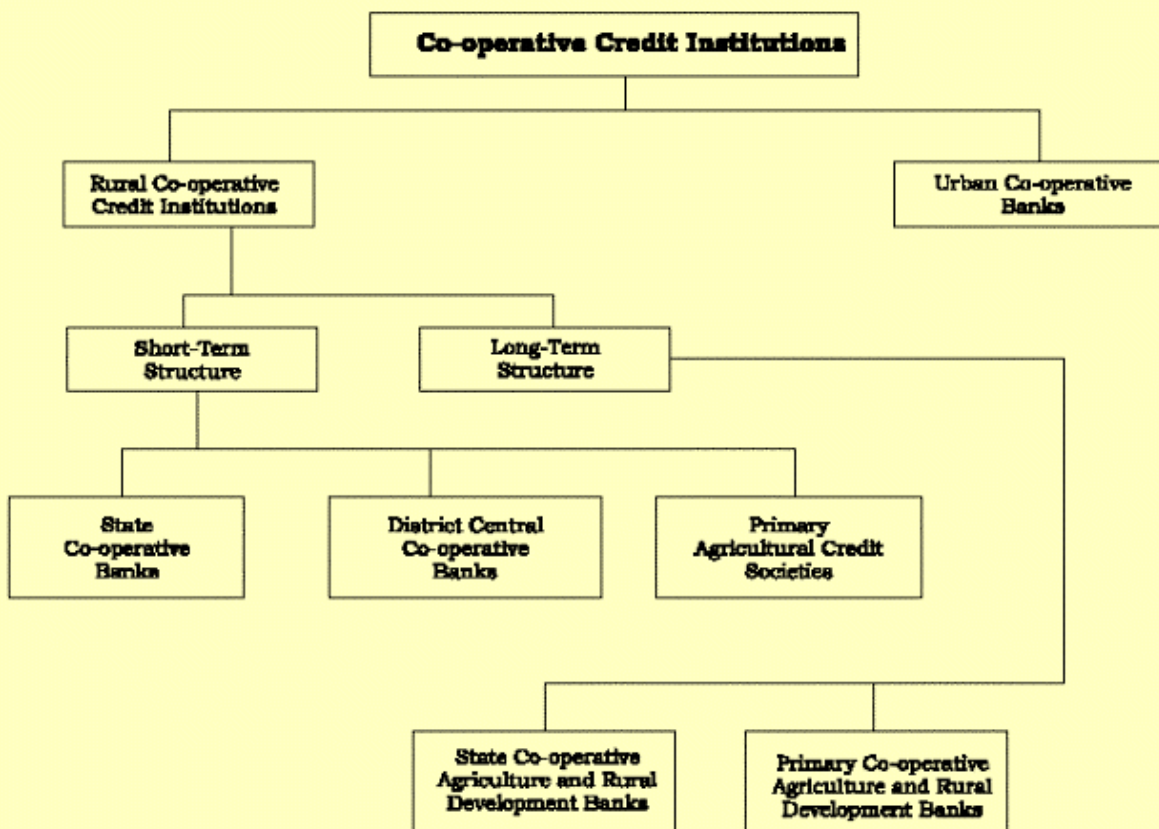 Co-operative Credit Institutions
Rural Co-operative
Credit Institutions
Urban Co-operative
Banks
Short-Term
Structure
Long-Term
Structure
State
Co-operative
Banks
District Central
Co-operative
Banks
Primary
Agricultural Credit
Societies
State Co-operative
Agriculture and Rural
Development Banks
Primary Co-operative
Agriculture and Rural
Development Banks